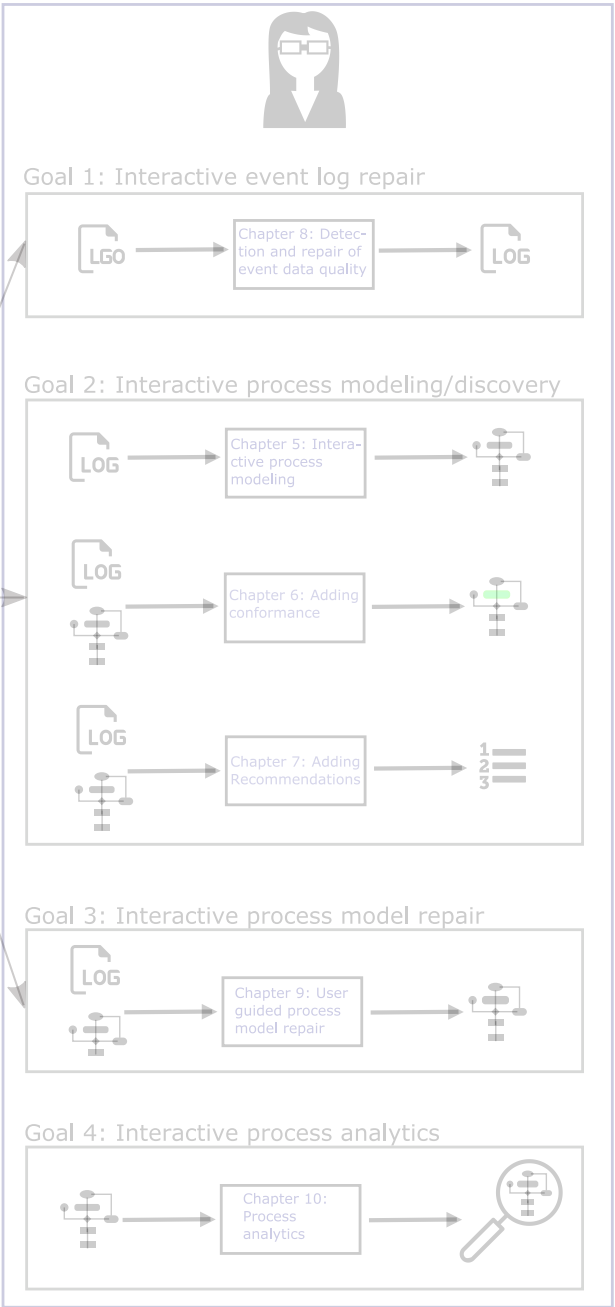 Goal 1: Interactive event log repair
LGO
Chapter 8: Detec-
tion and repair of
event data quality
LOG
Goal 2: Interactive process modeling/discovery
LOG
Chapter 5: Intera-
ctive process
modeling
LOG
Chapter 6: Adding
conformance
LOG
Chapter 7: Adding
Recommendations
1
2
3
Goal 3: Interactive process model repair
LOG
Chapter 9: User
guided process
model repair
Goal 4: Interactive process analytics
Chapter 10:
Process
analytics